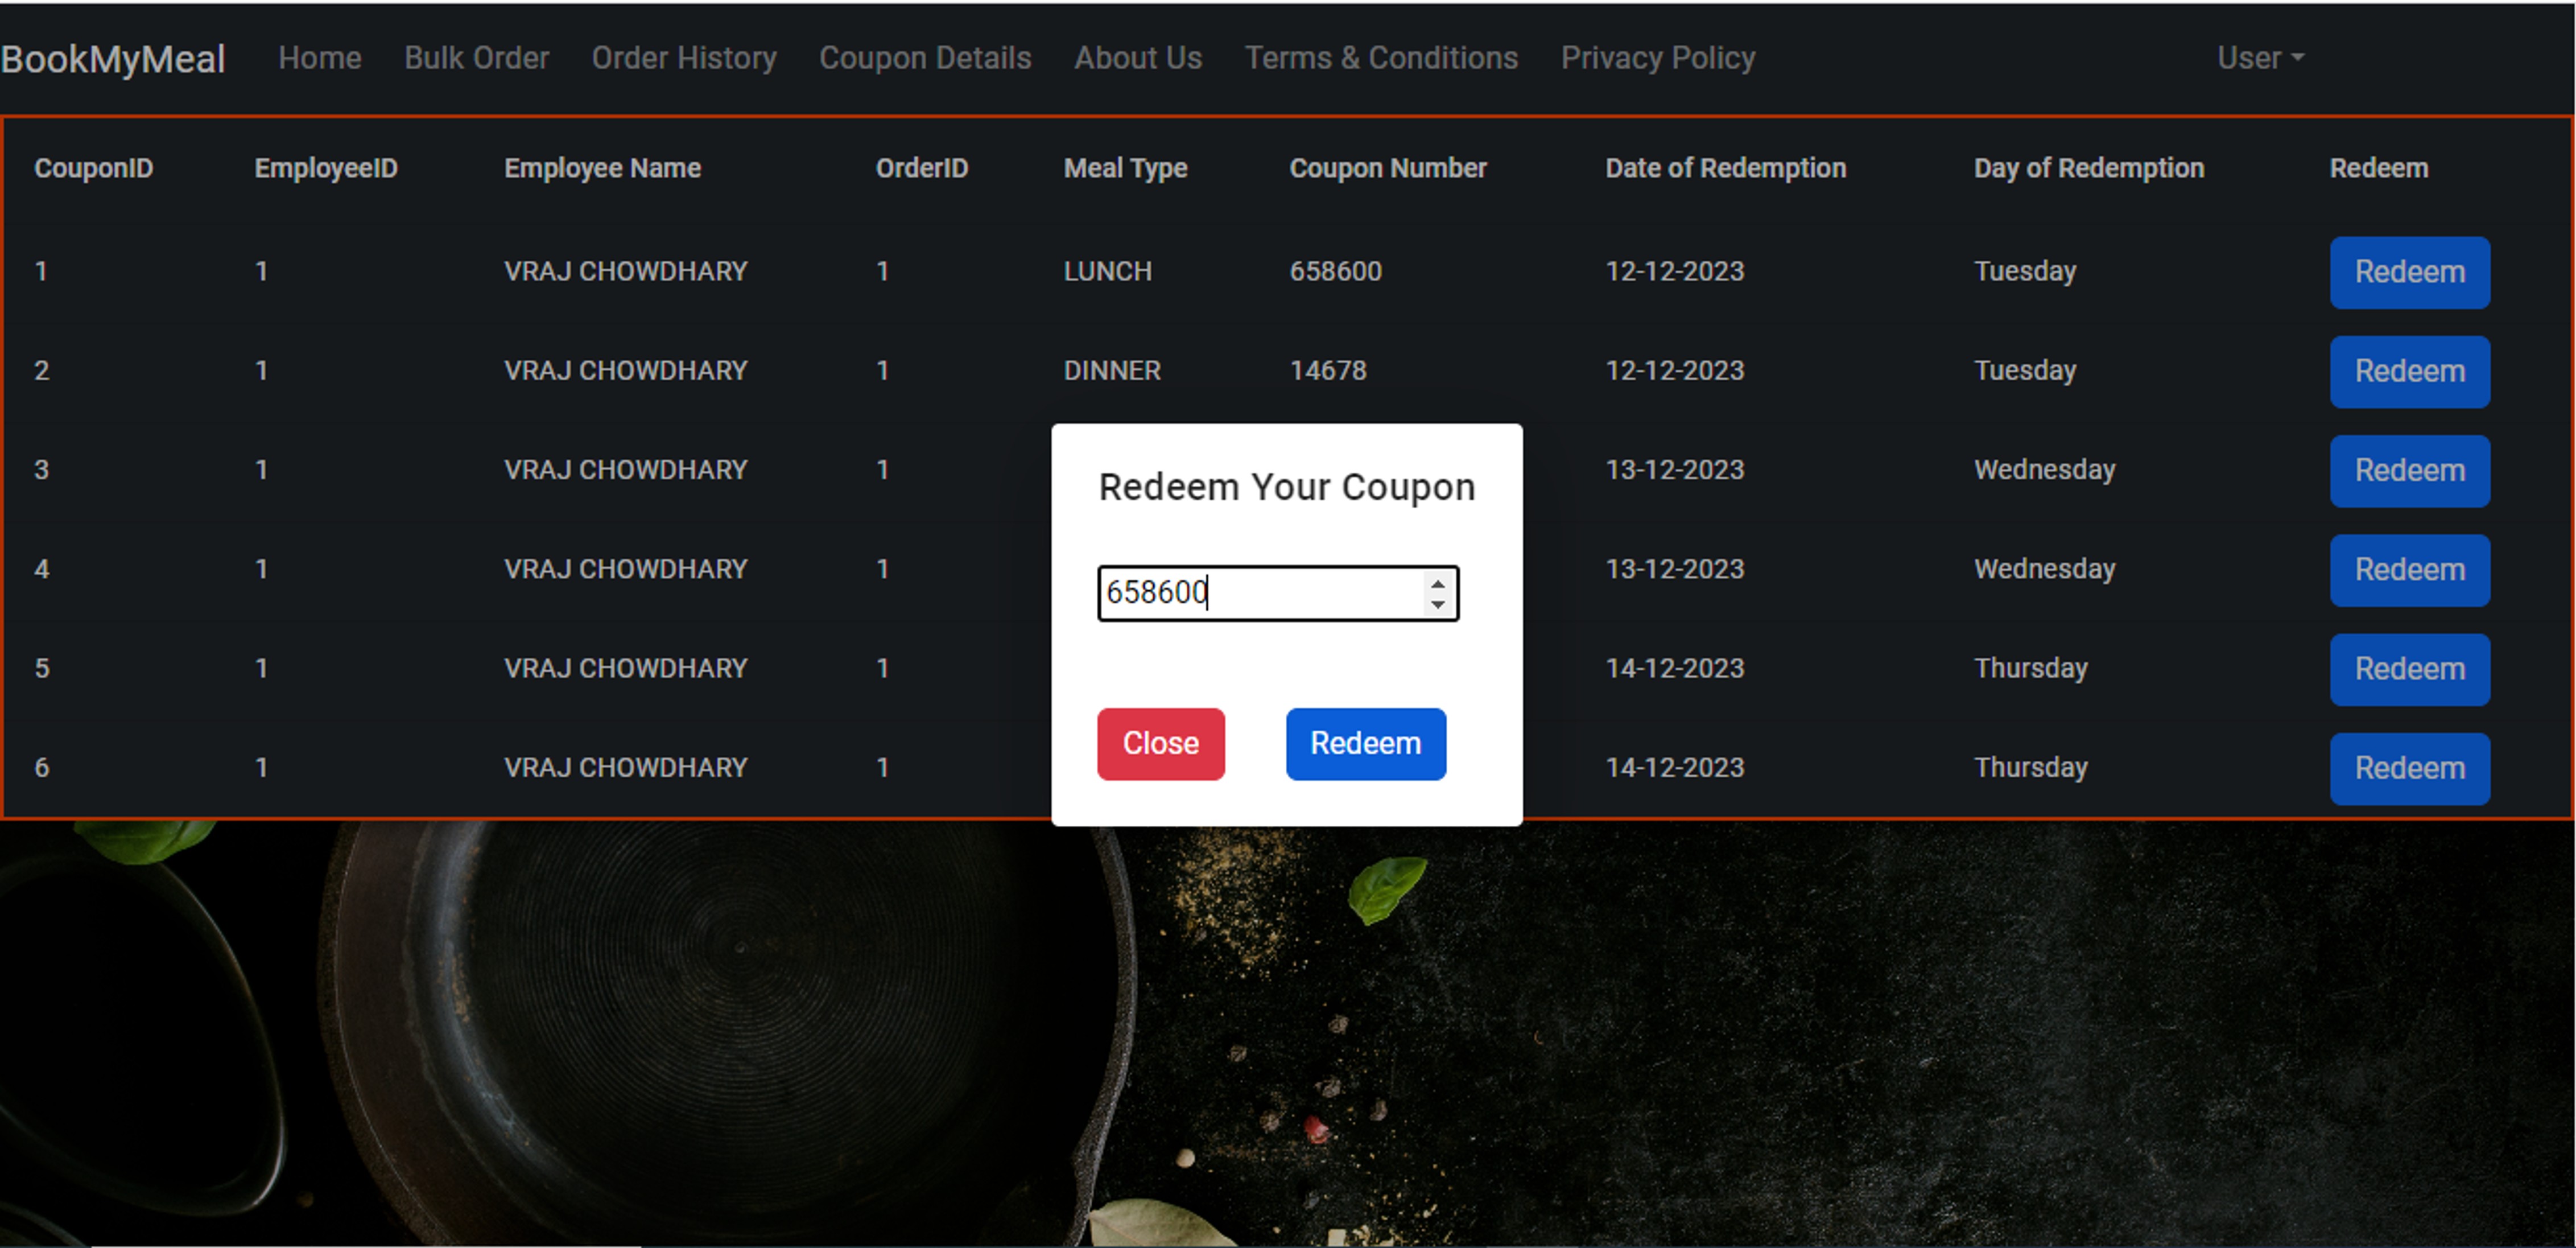 BookMyMeal Home Bulk Order Order History Coupon Details About Us Terms & Conditions Privacy Policy User
CouponID EmployeeID Employee Name OrderID Meal Type Coupon Number Date of Redemption Day of Redemption Redeem
1 1 VRAJ CHOWDHARY 1 LUNCH 658600 12-12-2023 Tuesday Redeem
2 1 VRAJ CHOWDHARY 1 DINNER 14678 12-12-2023 Tuesday Redeem
3 1 VRAJ CHOWDHARY 1 13-12-2023 Wednesday Redeem
4 1 VRAJ CHOWDHARY 1 13-12-2023 Wednesday Redeem
5 1 VRAJ CHOWDHARY 1 14-12-2023 Thursday Redeem
6 1 VRAJ CHOWDHARY 1 14-12-2023 Thursday Redeem
Redeem Your Coupon
658600
Close Redeem